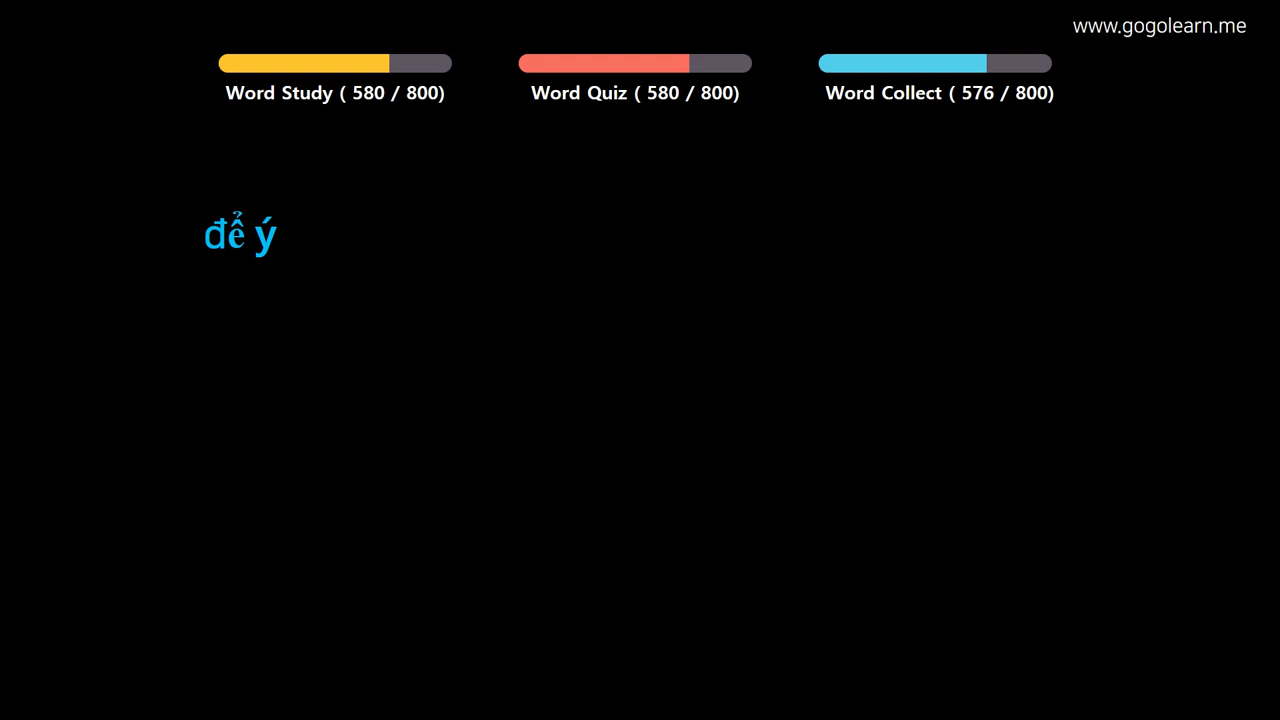 www.gogolearn.me
Word Study ( 580 / 800)
Word Quiz ( 580 / 800)
Word Collect ( 576 / 800)
để ý